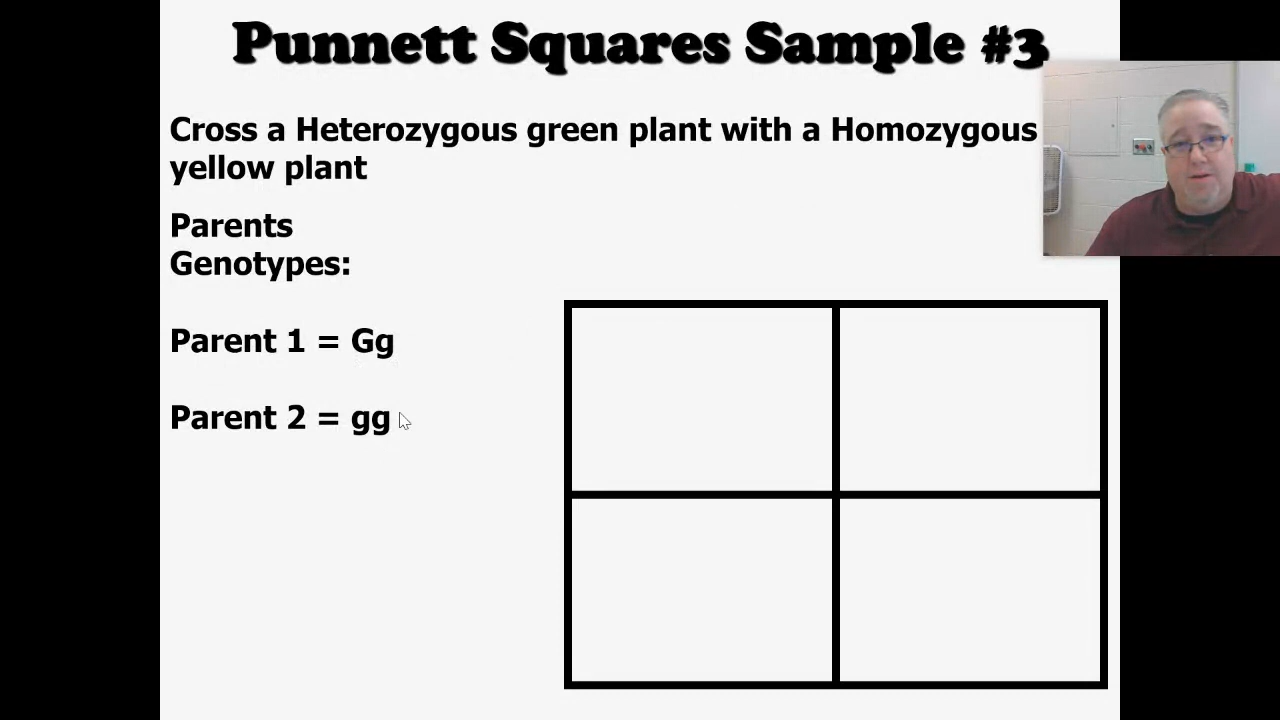 Punnett Squares Sample #3
Cross a Heterozygous green plant with a Homozygous
yellow plant
Parents
Genotypes:
Parent 1 = Gg
Parent 2 = gg